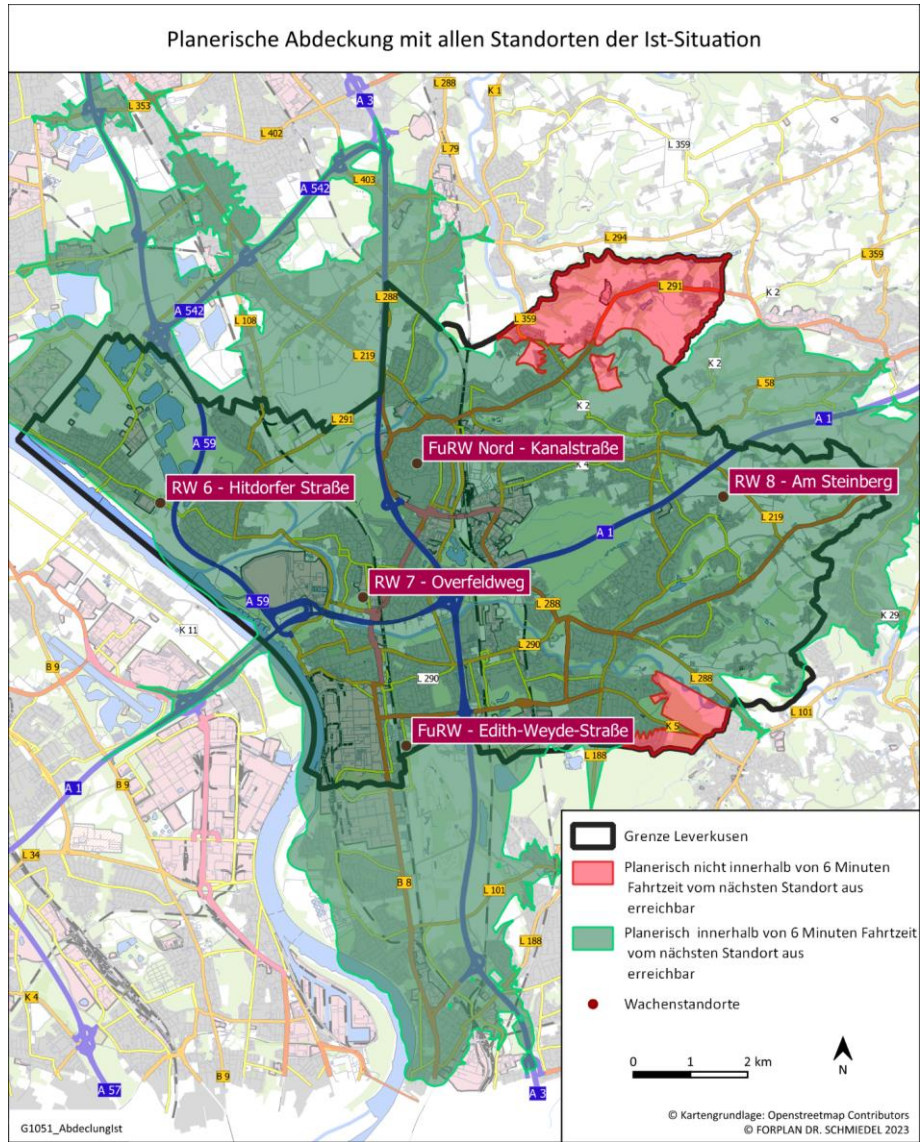 Planerische Abdeckung mit allen Standorten der Ist-Situation
L 353
A 3
L 288
K 1
L 402
L 79
L 359
A 542
L 403
A 542
L 294
L 359
L 291
K 2
L 288
L 108
L 359
L 219
K 2
L 58
A 1
L 291
K 2
A 59
FuRW Nord - Kanalstraße
K 4
RW 6 - Hitdorfer Straße
RW 8 - Am Steinberg
L 219
A 1
RW 7 - Overfeldweg
A 59
L 288
K 11
K 29
B 9
L 290
L 290
L 288
L 101
K 5
FuRW - Edith-Weyde-Straße
L 188
A 1
B 9
L 34
B 8
L 101
L 188
K 4
A 57
B 9
A 3
Grenze Leverkusen
Planerisch nicht innerhalb von 6 Minuten
Fahrtzeit vom nächsten Standort aus
erreichbar
Planerisch innerhalb von 6 Minuten Fahrtzeit
vom nächsten Standort aus
erreichbar
Wachenstandorte
0 1 2 km
N
G1051_AbdeclungIst
© Kartengrundlage: Openstreetmap Contributors
© FORPLAN DR. SCHMIEDEL 2023